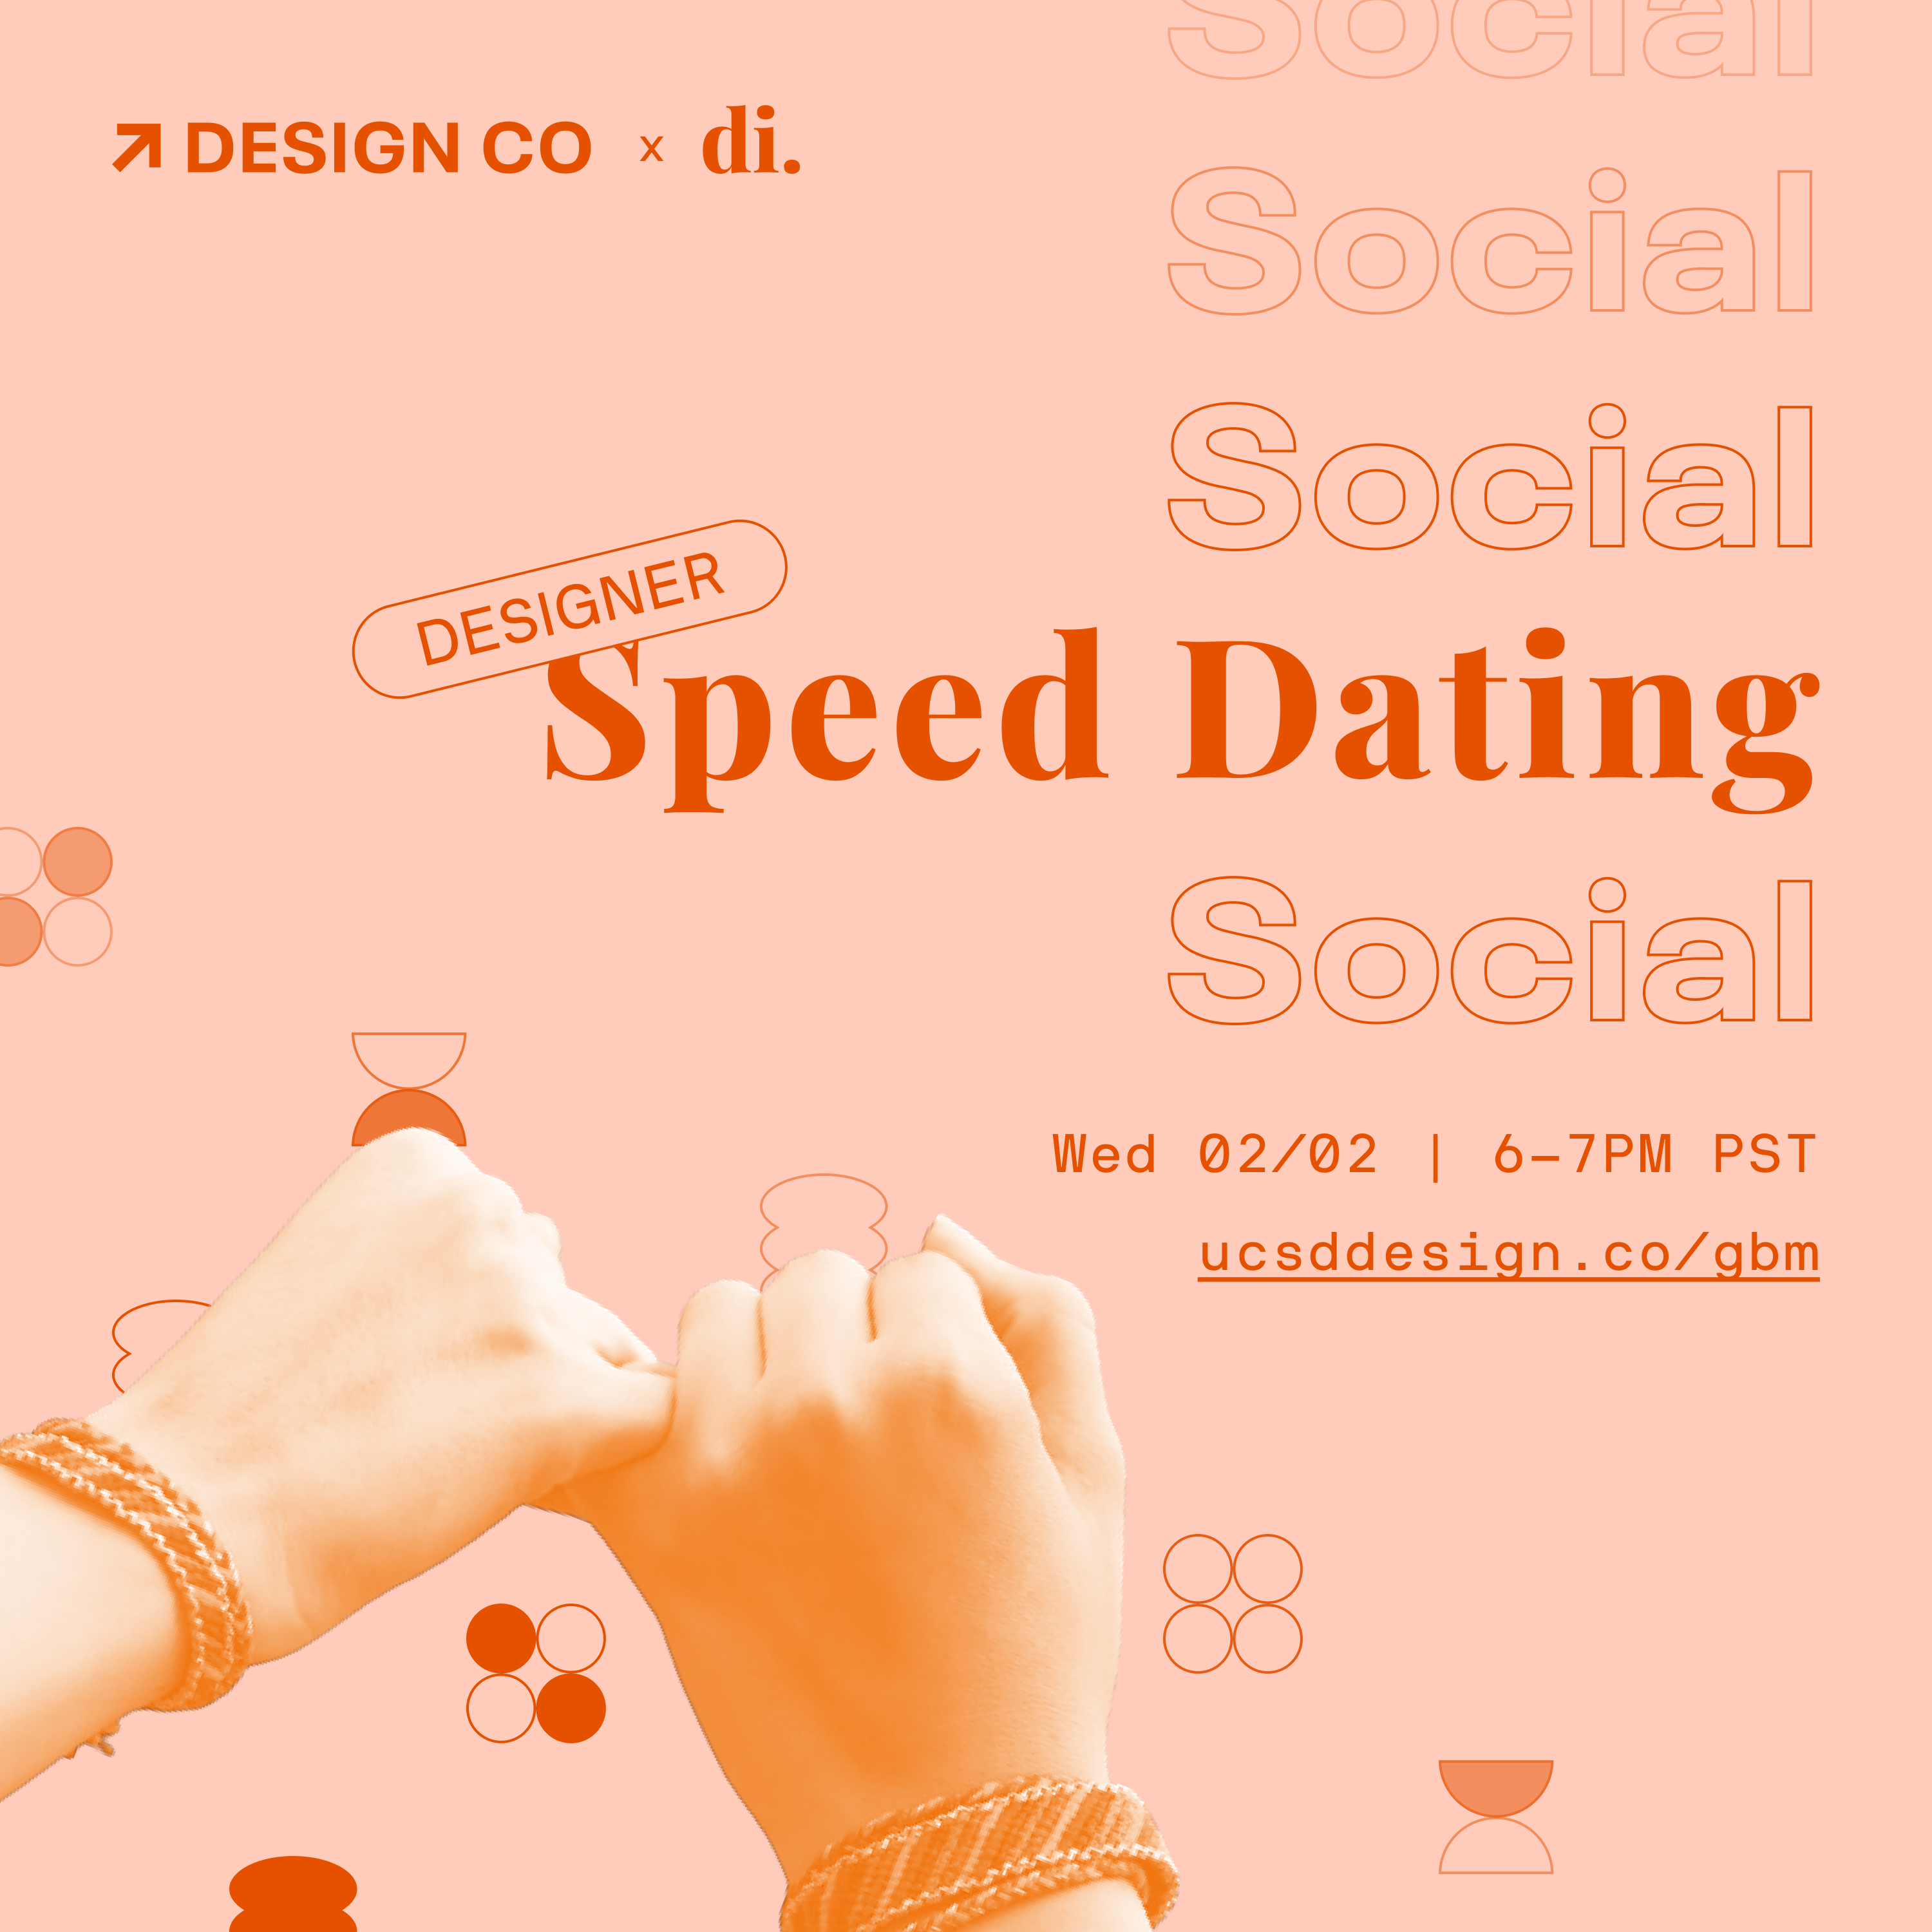 Social
DESIGN CO x di.
Social
Social
DESIGNER
Speed Dating
Social
Wed 02/02 | 6–7PM PST
ucsddesign.co/gbm